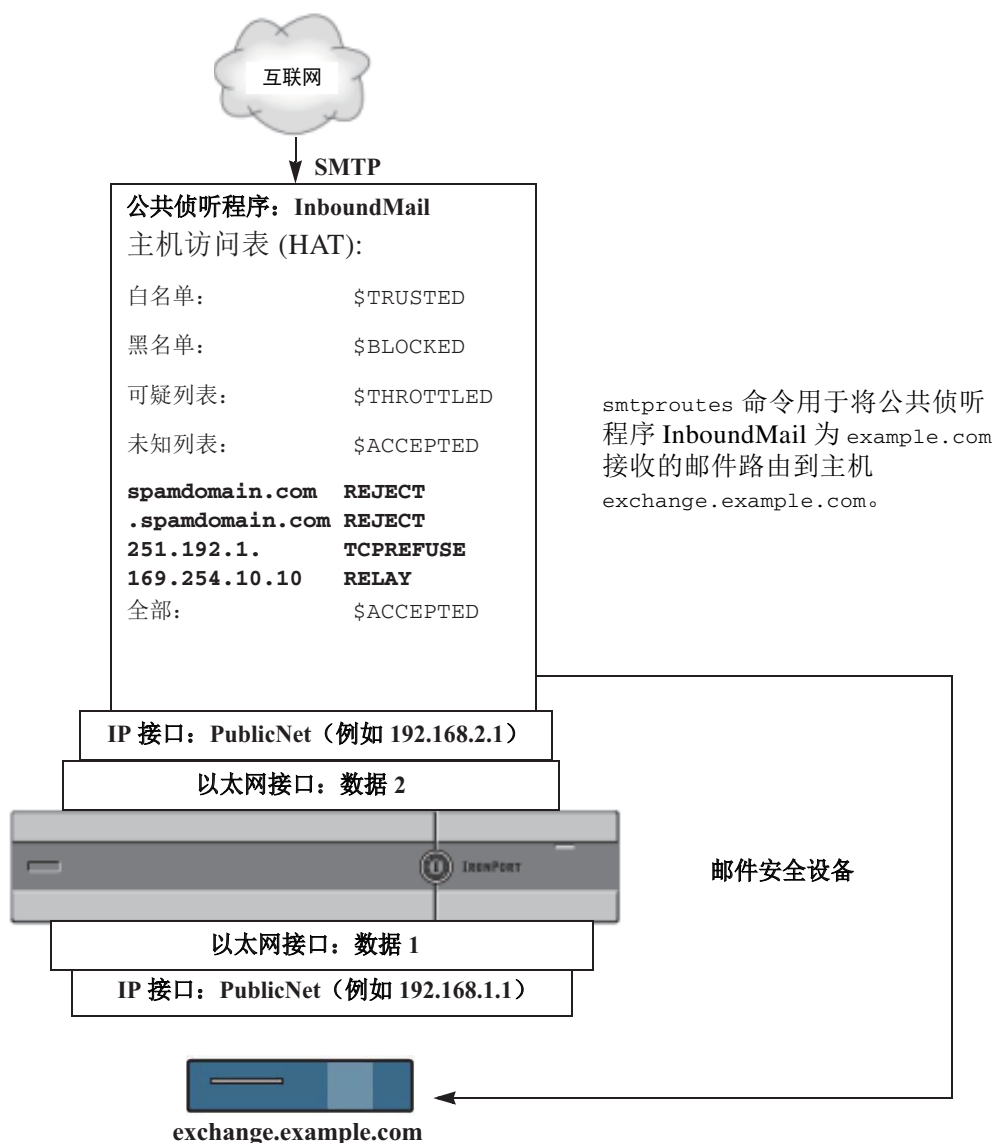 互联网
SMTP
公共侦听程序：InboundMail
主机访问表 (HAT):
白名单： $TRUSTED
黑名单： $BLOCKED
可疑列表： $THROTTLED
未知列表： $ACCEPTED
spamdomain.com REJECT
.spamdomain.com REJECT
251.192.1. TCPREFUSE
169.254.10.10 RELAY
全部： $ACCEPTED
smtproutes 命令用于将公共侦听
程序 InboundMail 为 example.com
接收的邮件路由到主机
exchange.example.com。
IP 接口：PublicNet（例如 192.168.2.1）
以太网接口：数据 2
IRONPORT
邮件安全设备
以太网接口：数据 1
IP 接口：PublicNet（例如 192.168.1.1）
exchange.example.com